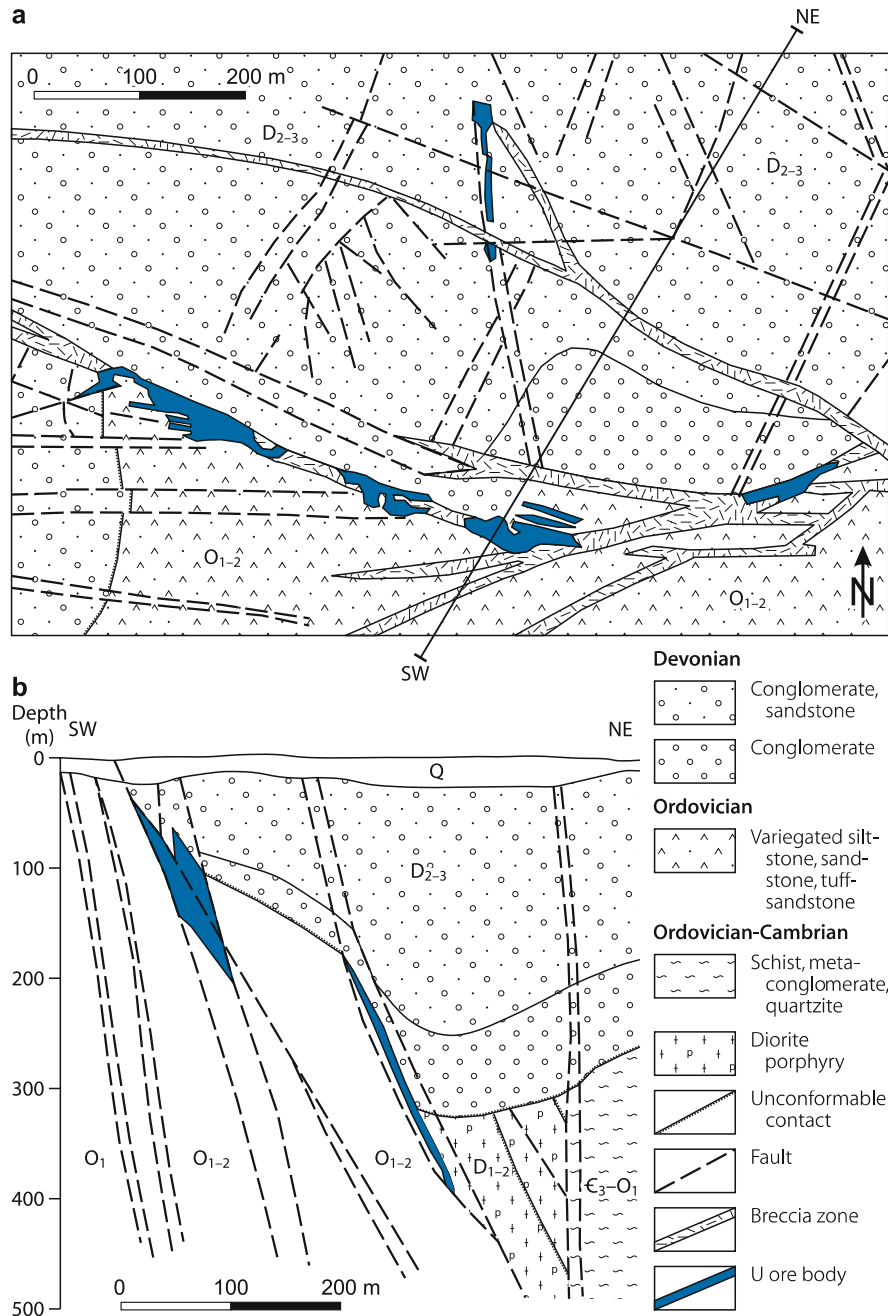 a
NE
0 100 200 m
D2–3
D2–3
O1–2
O1–2
N
SW
b
Depth
(m)
SW
NE
0
Q
100
D2–3
200
300
400
500
O1
O1–2
O1–2
D1–2
Є3–O1
0 100 200 m
Devonian
Conglomerate,
sandstone
Conglomerate
Ordovician
Variegated silt-
stone, sand-
stone, tuff-
sandstone
Ordovician-Cambrian
Schist, meta-
conglomerate,
quartzite
p
Diorite
porphyry
Unconformable
contact
Fault
Breccia zone
U ore body